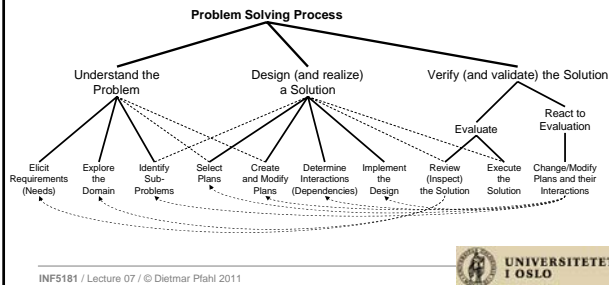 Problem Solving Process
Understand the
Problem
Design (and realize)
a Solution
Verify (and validate) the Solution
Evaluate
React to
Evaluation
Elicit
Requirements
(Needs)
Explore
the
Domain
Identify
Sub-
Problems
Select
Plans
Create
and Modify
Plans
Determine
Interactions
(Dependencies)
Implement
the
Design
Review
(Inspect)
the Solution
Execute
the
Solution
Change/Modify
Plans and their
Interactions
INF5181 / Lecture 07 / © Dietmar Pfahl 2011
UNIVERSITETET
I OSLO